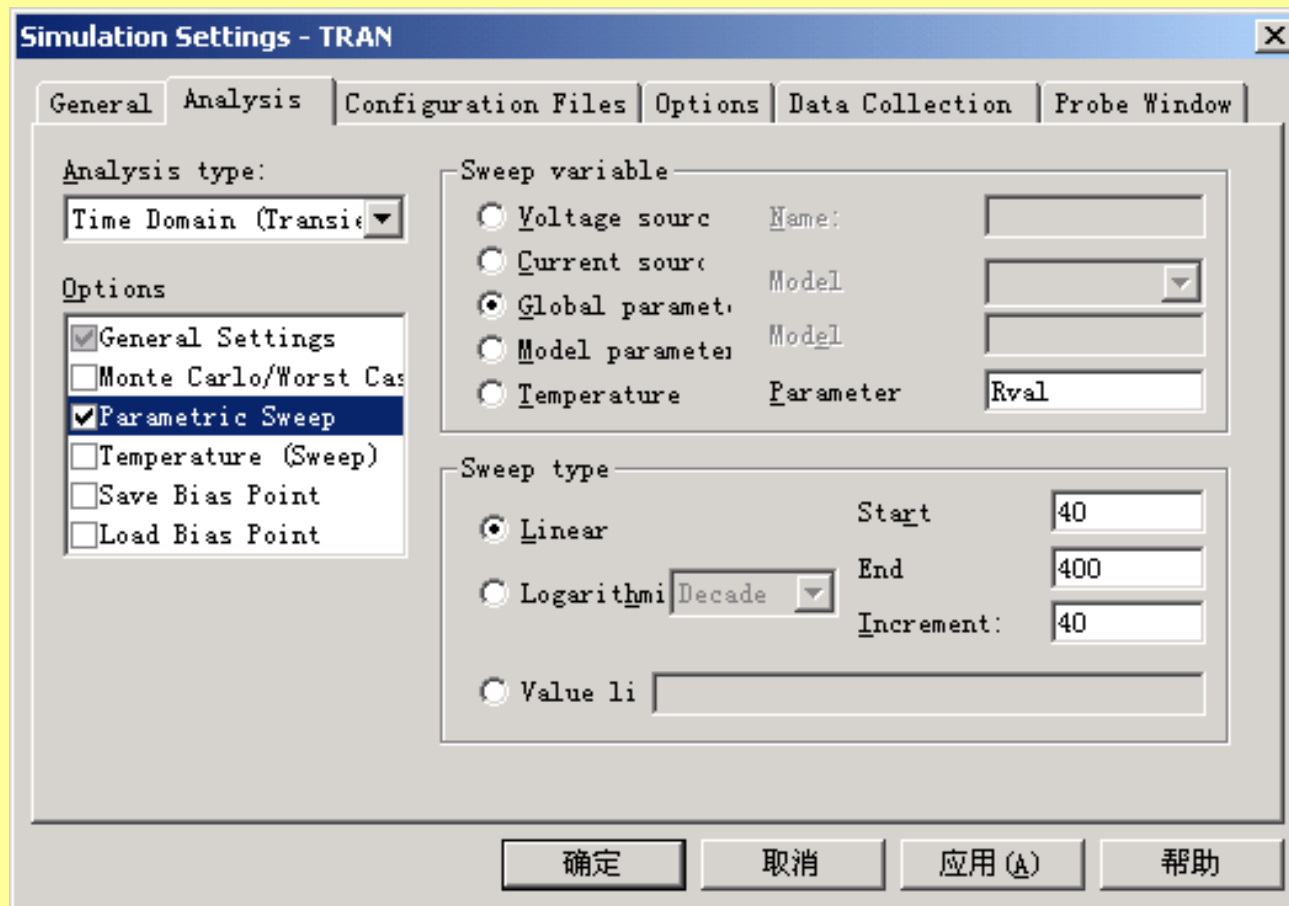 Simulation Settings - TRAN
General Analysis Configuration Files Options Data Collection Probe Window
Analysis type:
Time Domain (Transie
Options
General Settings
Monte Carlo/Worst Cas
Parametric Sweep
Temperature (Sweep)
Save Bias Point
Load Bias Point
Sweep variable
Voltage sourc
Current sourc
Global paramet
Model parameter
Temperature
Name:
Model
Model
Parameter Rval
Sweep type
Linear
Logarithmi Decade
Value li
Start 40
End 400
Increment: 40
确定 取消 应用(A) 帮助